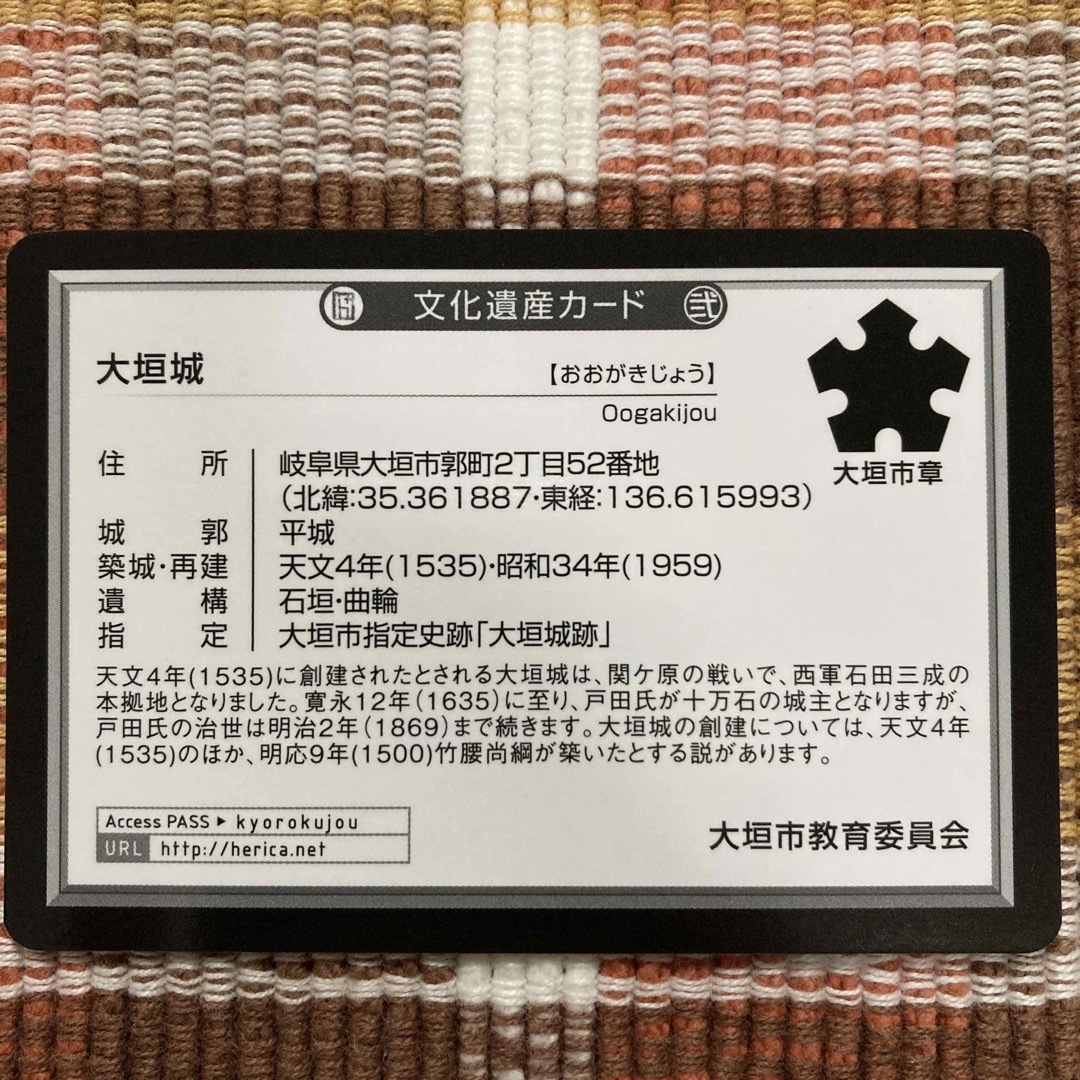 文化遺産カード 弐
大垣城 【おおがきじょう】
Oogakijou
大垣市章
住所 岐阜県大垣市郭町2丁目52番地
（北緯:35.361887・東経:136.615993）
城郭 平城
築城・再建 天文4年(1535)・昭和34年(1959)
遺構 石垣・曲輪
指定 大垣市指定史跡「大垣城跡」
天文4年(1535)に創建されたとされる大垣城は、関ケ原の戦いで、西軍石田三成の
本拠地となりました。寛永12年（1635）に至り、戸田氏が十万石の城主となりますが、
戸田氏の治世は明治2年（1869）まで続きます。大垣城の創建については、天文4年
(1535)のほか、明応9年(1500)竹腰尚綱が築いたとする説があります。
Access PASS ▶ kyorokujou
URL http://herica.net
大垣市教育委員会